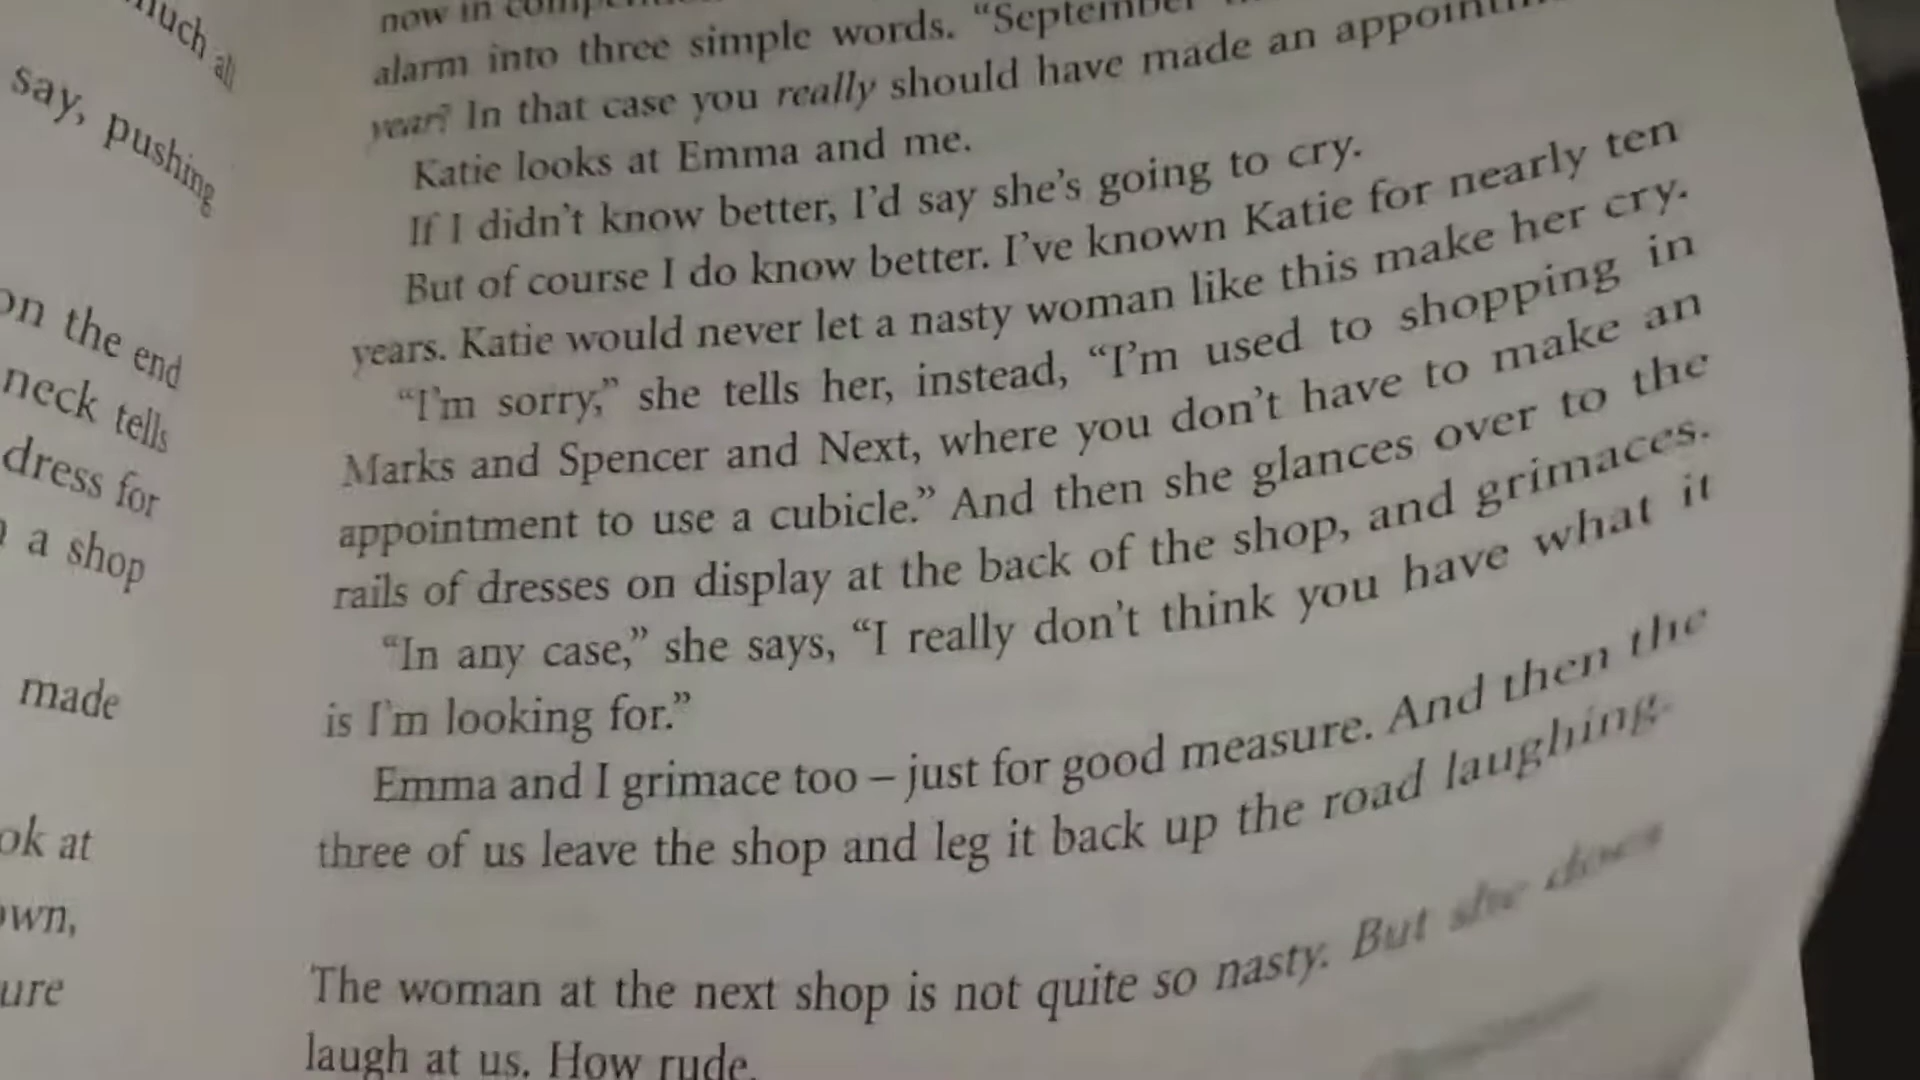 much all
say, pushing
on the end
neck tells
dress for
a shop
made
ok at
own,
ure
now in
alarm into three simple words. “September
year? In that case you really should have made an
Katie looks at Emma and me.
If I didn’t know better, I’d say she’s going to cry.
But of course I do know better. I’ve known Katie for nearly ten
years. Katie would never let a nasty woman like this make her cry.
“I’m sorry,” she tells her, instead, “I’m used to shopping in
Marks and Spencer and Next, where you don’t have to make an
appointment to use a cubicle.” And then she glances over to the
rails of dresses on display at the back of the shop, and grimaces.
“In any case,” she says, “I really don’t think you have what it
is I’m looking for.”
Emma and I grimace too – just for good measure. And then the
three of us leave the shop and leg it back up the road laughing.
The woman at the next shop is not quite so nasty. But she does
laugh at us. How rude.